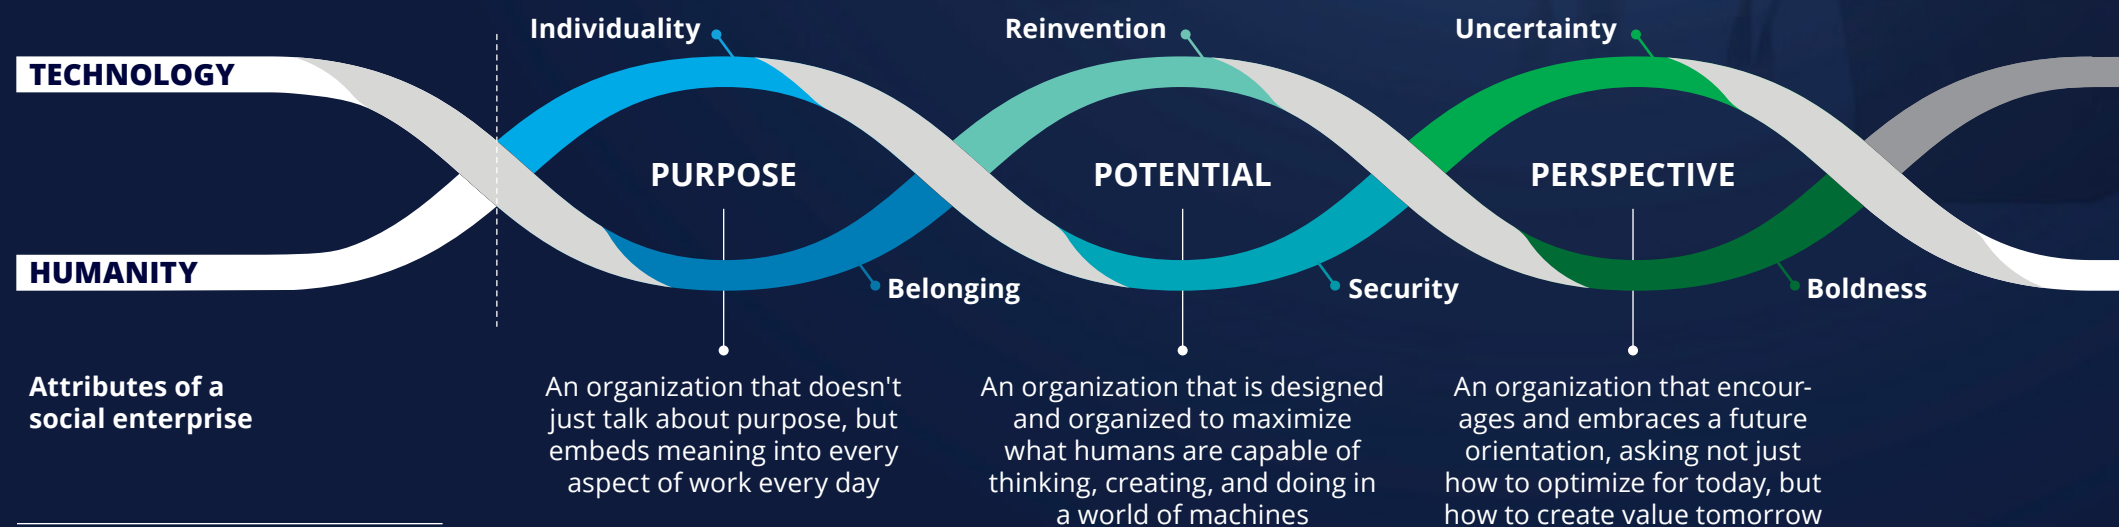 Individuality
Reinvention
Uncertainty
TECHNOLOGY
PURPOSE
POTENTIAL
PERSPECTIVE
HUMANITY
Belonging
Security
Boldness
Attributes of a
social enterprise
An organization that doesn't
just talk about purpose, but
embeds meaning into every
aspect of work every day
An organization that is designed
and organized to maximize
what humans are capable of
thinking, creating, and doing in
a world of machines
An organization that encour-
ages and embraces a future
orientation, asking not just
how to optimize for today, but
how to create value tomorrow